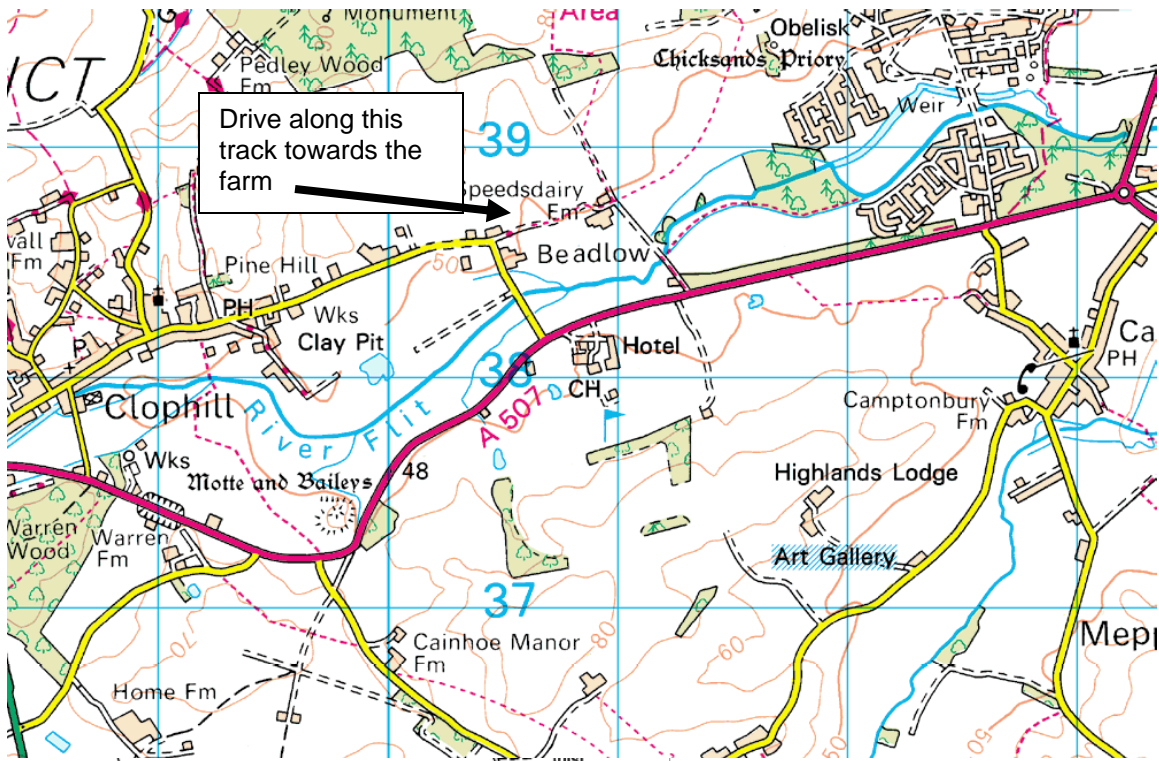 Monument
Area
Obelisk
Chicksands Priory
Pedley Wood
Fm
Weir
Drive along this
track towards the
farm
39
peedsdairy
Fm
Beadlow
50
Fm
Pine Hill
PH
Wks
Clay Pit
P
Hotel
38
CH
A 507
Clophill
River Flit
Camptonbury
Fm
Ca
PH
Wks
Motte and Baileys
48
Highlands Lodge
Warren
Wood
Warren
Fm
Art Gallery
37
70
Cainhoe Manor
Fm
80
60
Mepp
Home Fm
50
50